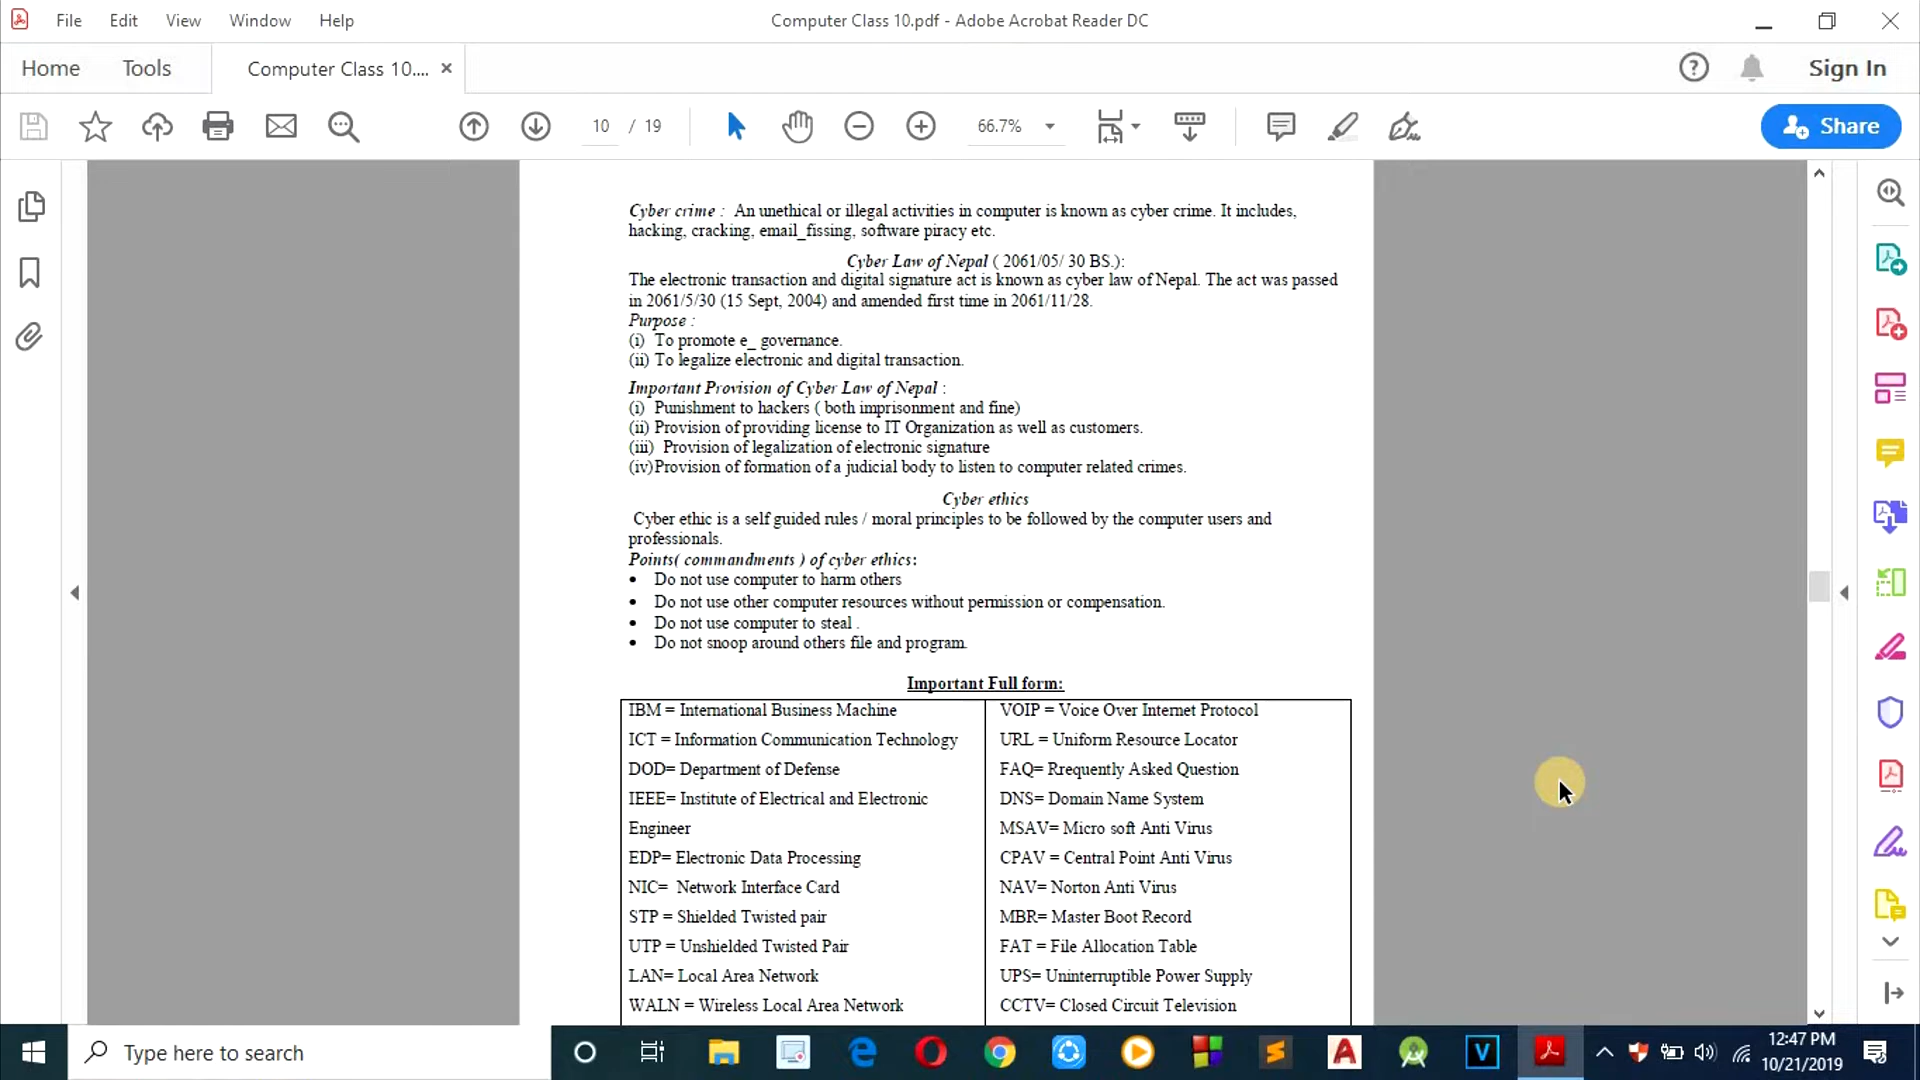 File Edit View Window Help
Computer Class 10.pdf - Adobe Acrobat Reader DC
Home Tools Computer Class 10.... ×
Sign In
10 / 19
66.7%
Share
Cyber crime : An unethical or illegal activities in computer is known as cyber crime. It includes,
hacking, cracking, email_fissing, software piracy etc.
Cyber Law of Nepal ( 2061/05/ 30 BS.):
The electronic transaction and digital signature act is known as cyber law of Nepal. The act was passed
in 2061/5/30 (15 Sept, 2004) and amended first time in 2061/11/28.
Purpose :
(i) To promote e_ governance.
(ii) To legalize electronic and digital transaction.
Important Provision of Cyber Law of Nepal :
(i) Punishment to hackers ( both imprisonment and fine)
(ii) Provision of providing license to IT Organization as well as customers.
(iii) Provision of legalization of electronic signature
(iv)Provision of formation of a judicial body to listen to computer related crimes.
Cyber ethics
Cyber ethic is a self guided rules / moral principles to be followed by the computer users and
professionals.
Points( commandments ) of cyber ethics:
• Do not use computer to harm others
• Do not use other computer resources without permission or compensation.
• Do not use computer to steal .
• Do not snoop around others file and program.
Important Full form:
IBM = International Business Machine
ICT = Information Communication Technology
DOD= Department of Defense
IEEE= Institute of Electrical and Electronic
Engineer
EDP= Electronic Data Processing
NIC= Network Interface Card
STP = Shielded Twisted pair
UTP = Unshielded Twisted Pair
LAN= Local Area Network
WALN = Wireless Local Area Network
VOIP = Voice Over Internet Protocol
URL = Uniform Resource Locator
FAQ= Rrequently Asked Question
DNS= Domain Name System
MSAV= Micro soft Anti Virus
CPAV = Central Point Anti Virus
NAV= Norton Anti Virus
MBR= Master Boot Record
FAT = File Allocation Table
UPS= Uninterruptible Power Supply
CCTV= Closed Circuit Television
Type here to search
12:47 PM
10/21/2019